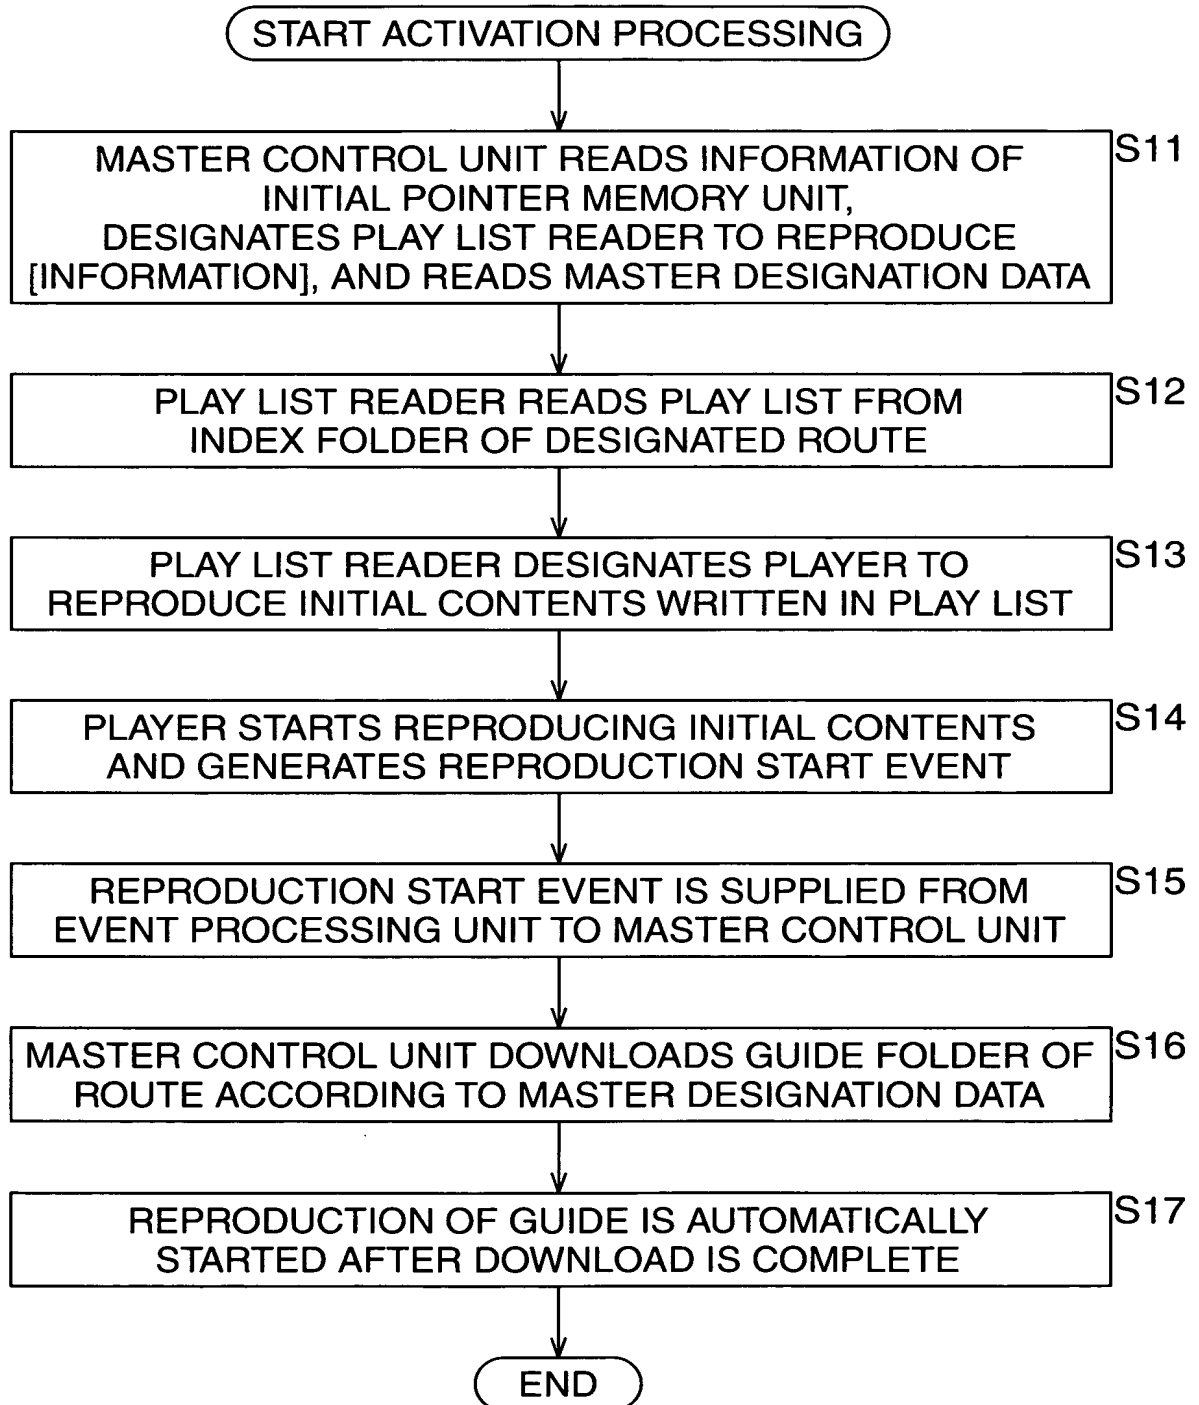 START ACTIVATION PROCESSING
S11
MASTER CONTROL UNIT READS INFORMATION OF
INITIAL POINTER MEMORY UNIT,
DESIGNATES PLAY LIST READER TO REPRODUCE
[INFORMATION], AND READS MASTER DESIGNATION DATA
S12
PLAY LIST READER READS PLAY LIST FROM
INDEX FOLDER OF DESIGNATED ROUTE
S13
PLAY LIST READER DESIGNATES PLAYER TO
REPRODUCE INITIAL CONTENTS WRITTEN IN PLAY LIST
S14
PLAYER STARTS REPRODUCING INITIAL CONTENTS
AND GENERATES REPRODUCTION START EVENT
S15
REPRODUCTION START EVENT IS SUPPLIED FROM
EVENT PROCESSING UNIT TO MASTER CONTROL UNIT
S16
MASTER CONTROL UNIT DOWNLOADS GUIDE FOLDER OF
ROUTE ACCORDING TO MASTER DESIGNATION DATA
S17
REPRODUCTION OF GUIDE IS AUTOMATICALLY
STARTED AFTER DOWNLOAD IS COMPLETE
END